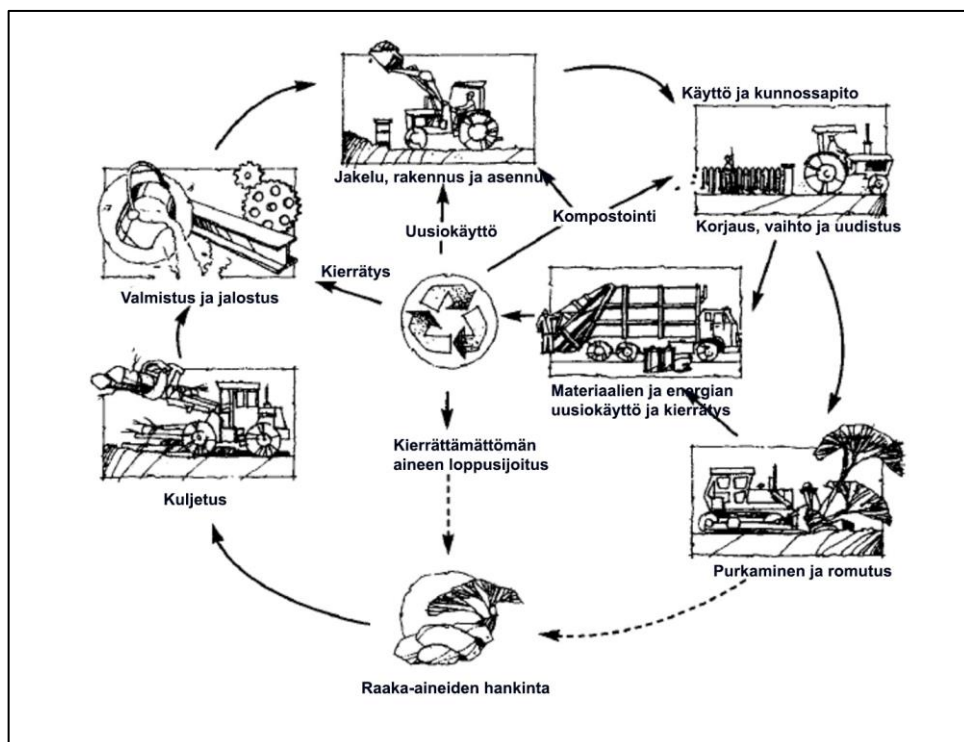 Käyttö ja kunnossapito
Jakelu, rakennus ja asennu
Kompostointi
Uusiokäyttö
Korjaus, vaihto ja uudistus
Kierrätys
Valmistus ja jalostus
Materiaalien ja energian
uusiokäyttö ja kierrätys
Kierrättämättömän
aineen loppusijoitus
Kuljetus
Purkaminen ja romutus
Raaka-aineiden hankinta